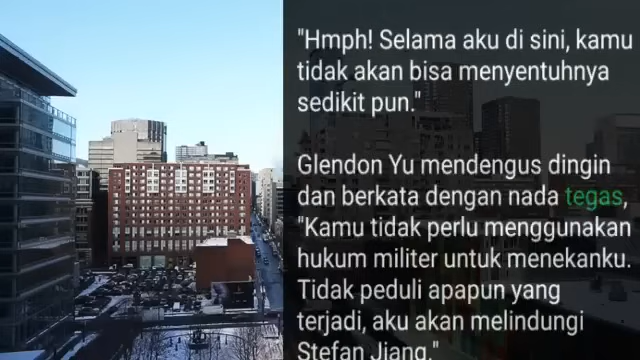 "Hmph! Selama aku di sini, kamu
tidak akan bisa menyentuhnya
sedikit pun."
Glendon Yu mendengus dingin
dan berkata dengan nada tegas,
"Kamu tidak perlu menggunakan
hukum militer untuk menekanku.
Tidak peduli apapun yang
terjadi, aku akan melindungi
Stefan Jiang."